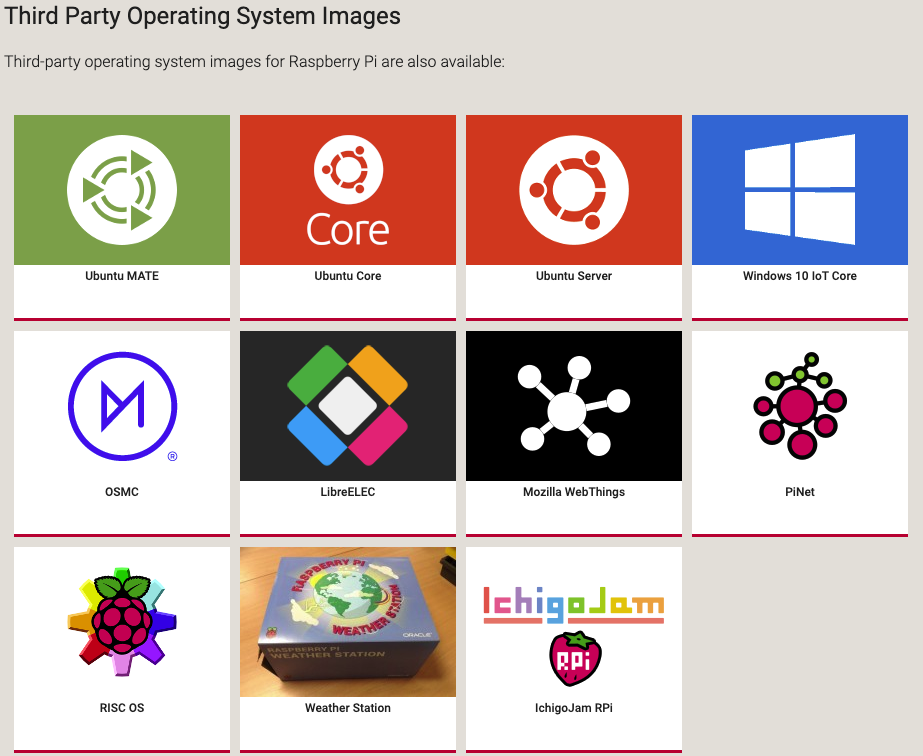 Third Party Operating System Images
Third-party operating system images for Raspberry Pi are also available:
Core
Ubuntu MATE
Ubuntu Core
Ubuntu Server
Windows 10 IoT Core
®
OSMC
LibreELEC
Mozilla WebThings
PiNet
RASPBERRY PI
WEATHER STATION
ORACLE
RASPBERRY PI
WEATHER STATION
IchigoJam
RPi
RISC OS
Weather Station
IchigoJam RPi